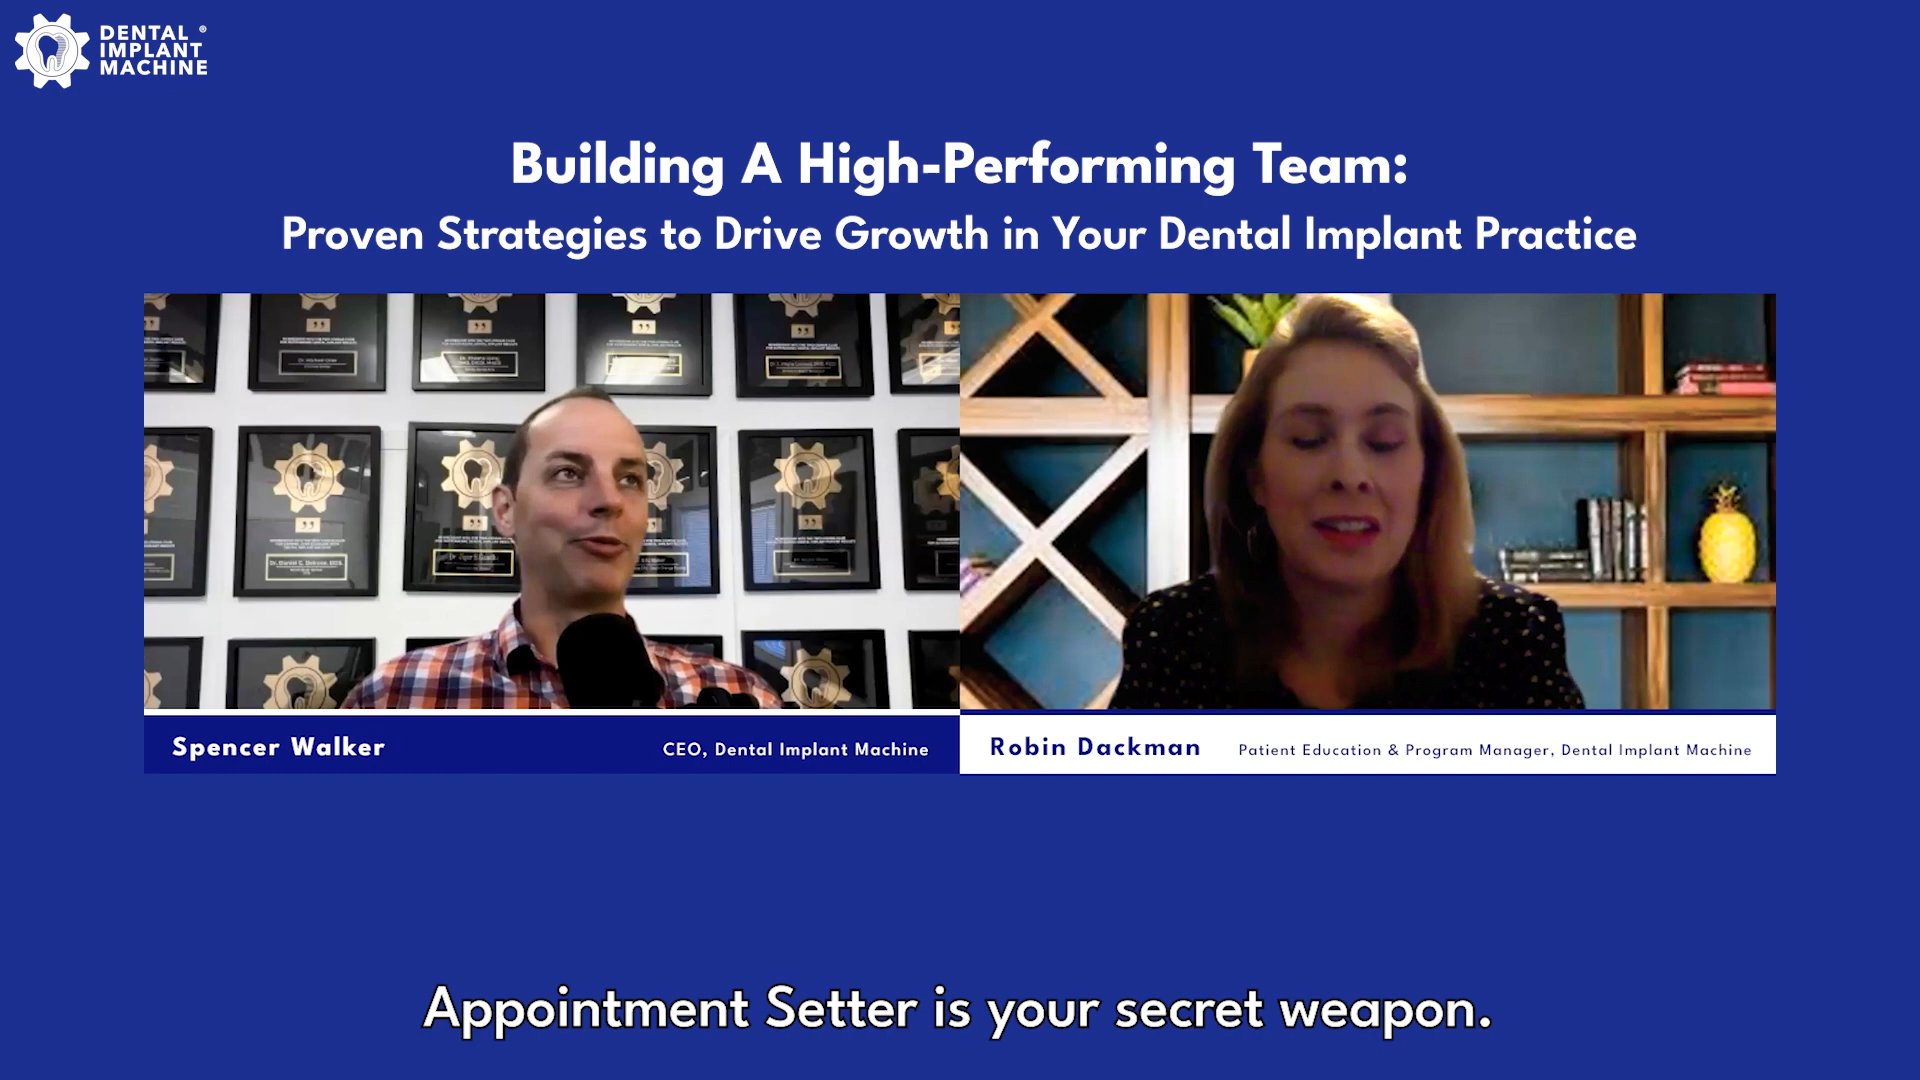 DENTAL ®
IMPLANT
MACHINE
Building A High-Performing Team:
Proven Strategies to Drive Growth in Your Dental Implant Practice
Spencer Walker
CEO, Dental Implant Machine
Robin Dackman
Patient Education & Program Manager, Dental Implant Machine
Appointment Setter is your secret weapon.